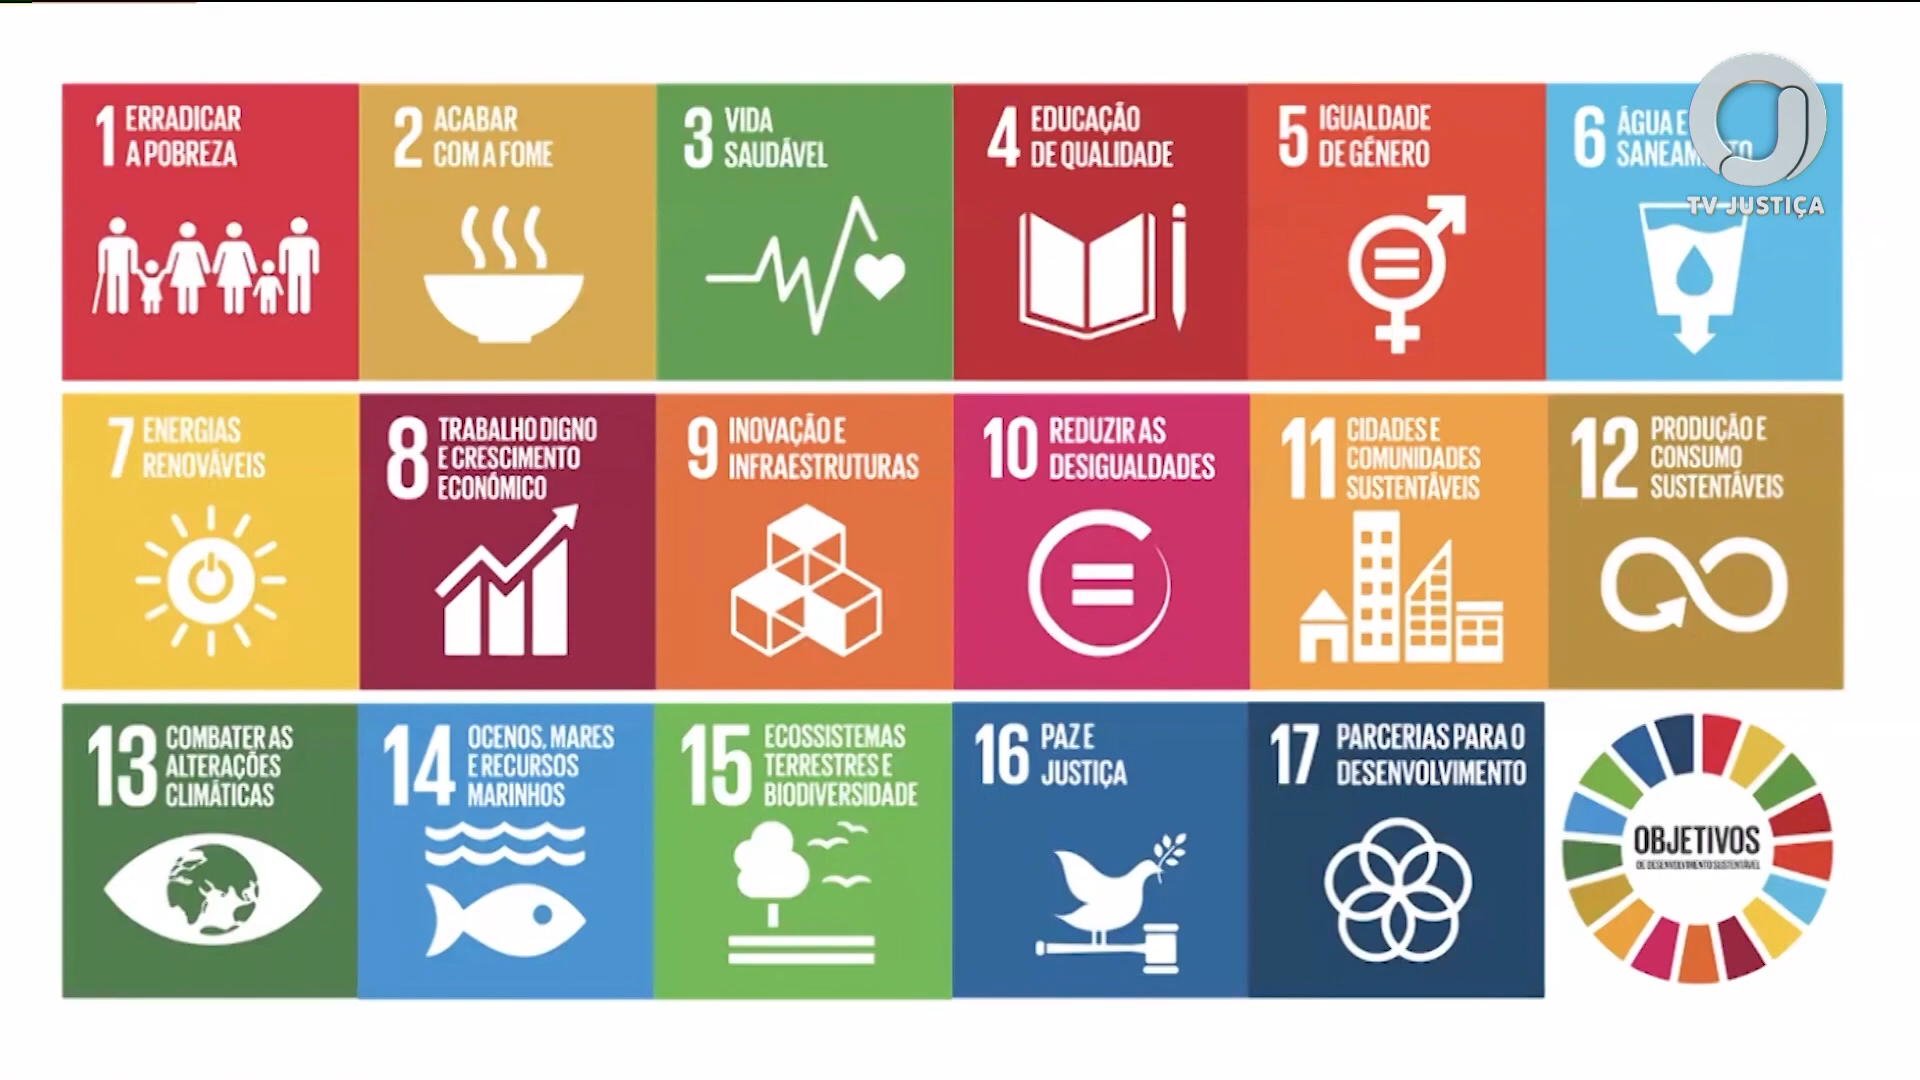 1 ERRADICAR
A POBREZA
2 ACABAR
COM A FOME
3 VIDA
SAUDÁVEL
4 EDUCAÇÃO
DE QUALIDADE
5 IGUALDADE
DE GÉNERO
6 ÁGUA E
TV JUSTIÇA
7 ENERGIAS
RENOVÁVEIS
8 TRABALHO DIGNO
E CRESCIMENTO
ECONÓMICO
9 INOVAÇÃO E
INFRAESTRUTURAS
10 REDUZIR AS
DESIGUALDADES
11 CIDADES E
COMUNIDADES
SUSTENTÁVEIS
12 PRODUÇÃO E
CONSUMO
SUSTENTÁVEIS
13 COMBATER AS
ALTERAÇÕES
CLIMÁTICAS
14 OCENOS, MARES
E RECURSOS
MARINHOS
15 ECOSSISTEMAS
TERRESTRES E
BIODIVERSIDADE
16 PAZ E
JUSTIÇA
17 PARCERIAS PARA O
DESENVOLVIMENTO
OBJETIVOS
DE DESENVOLVIMENTO SUSTENTÁVEL